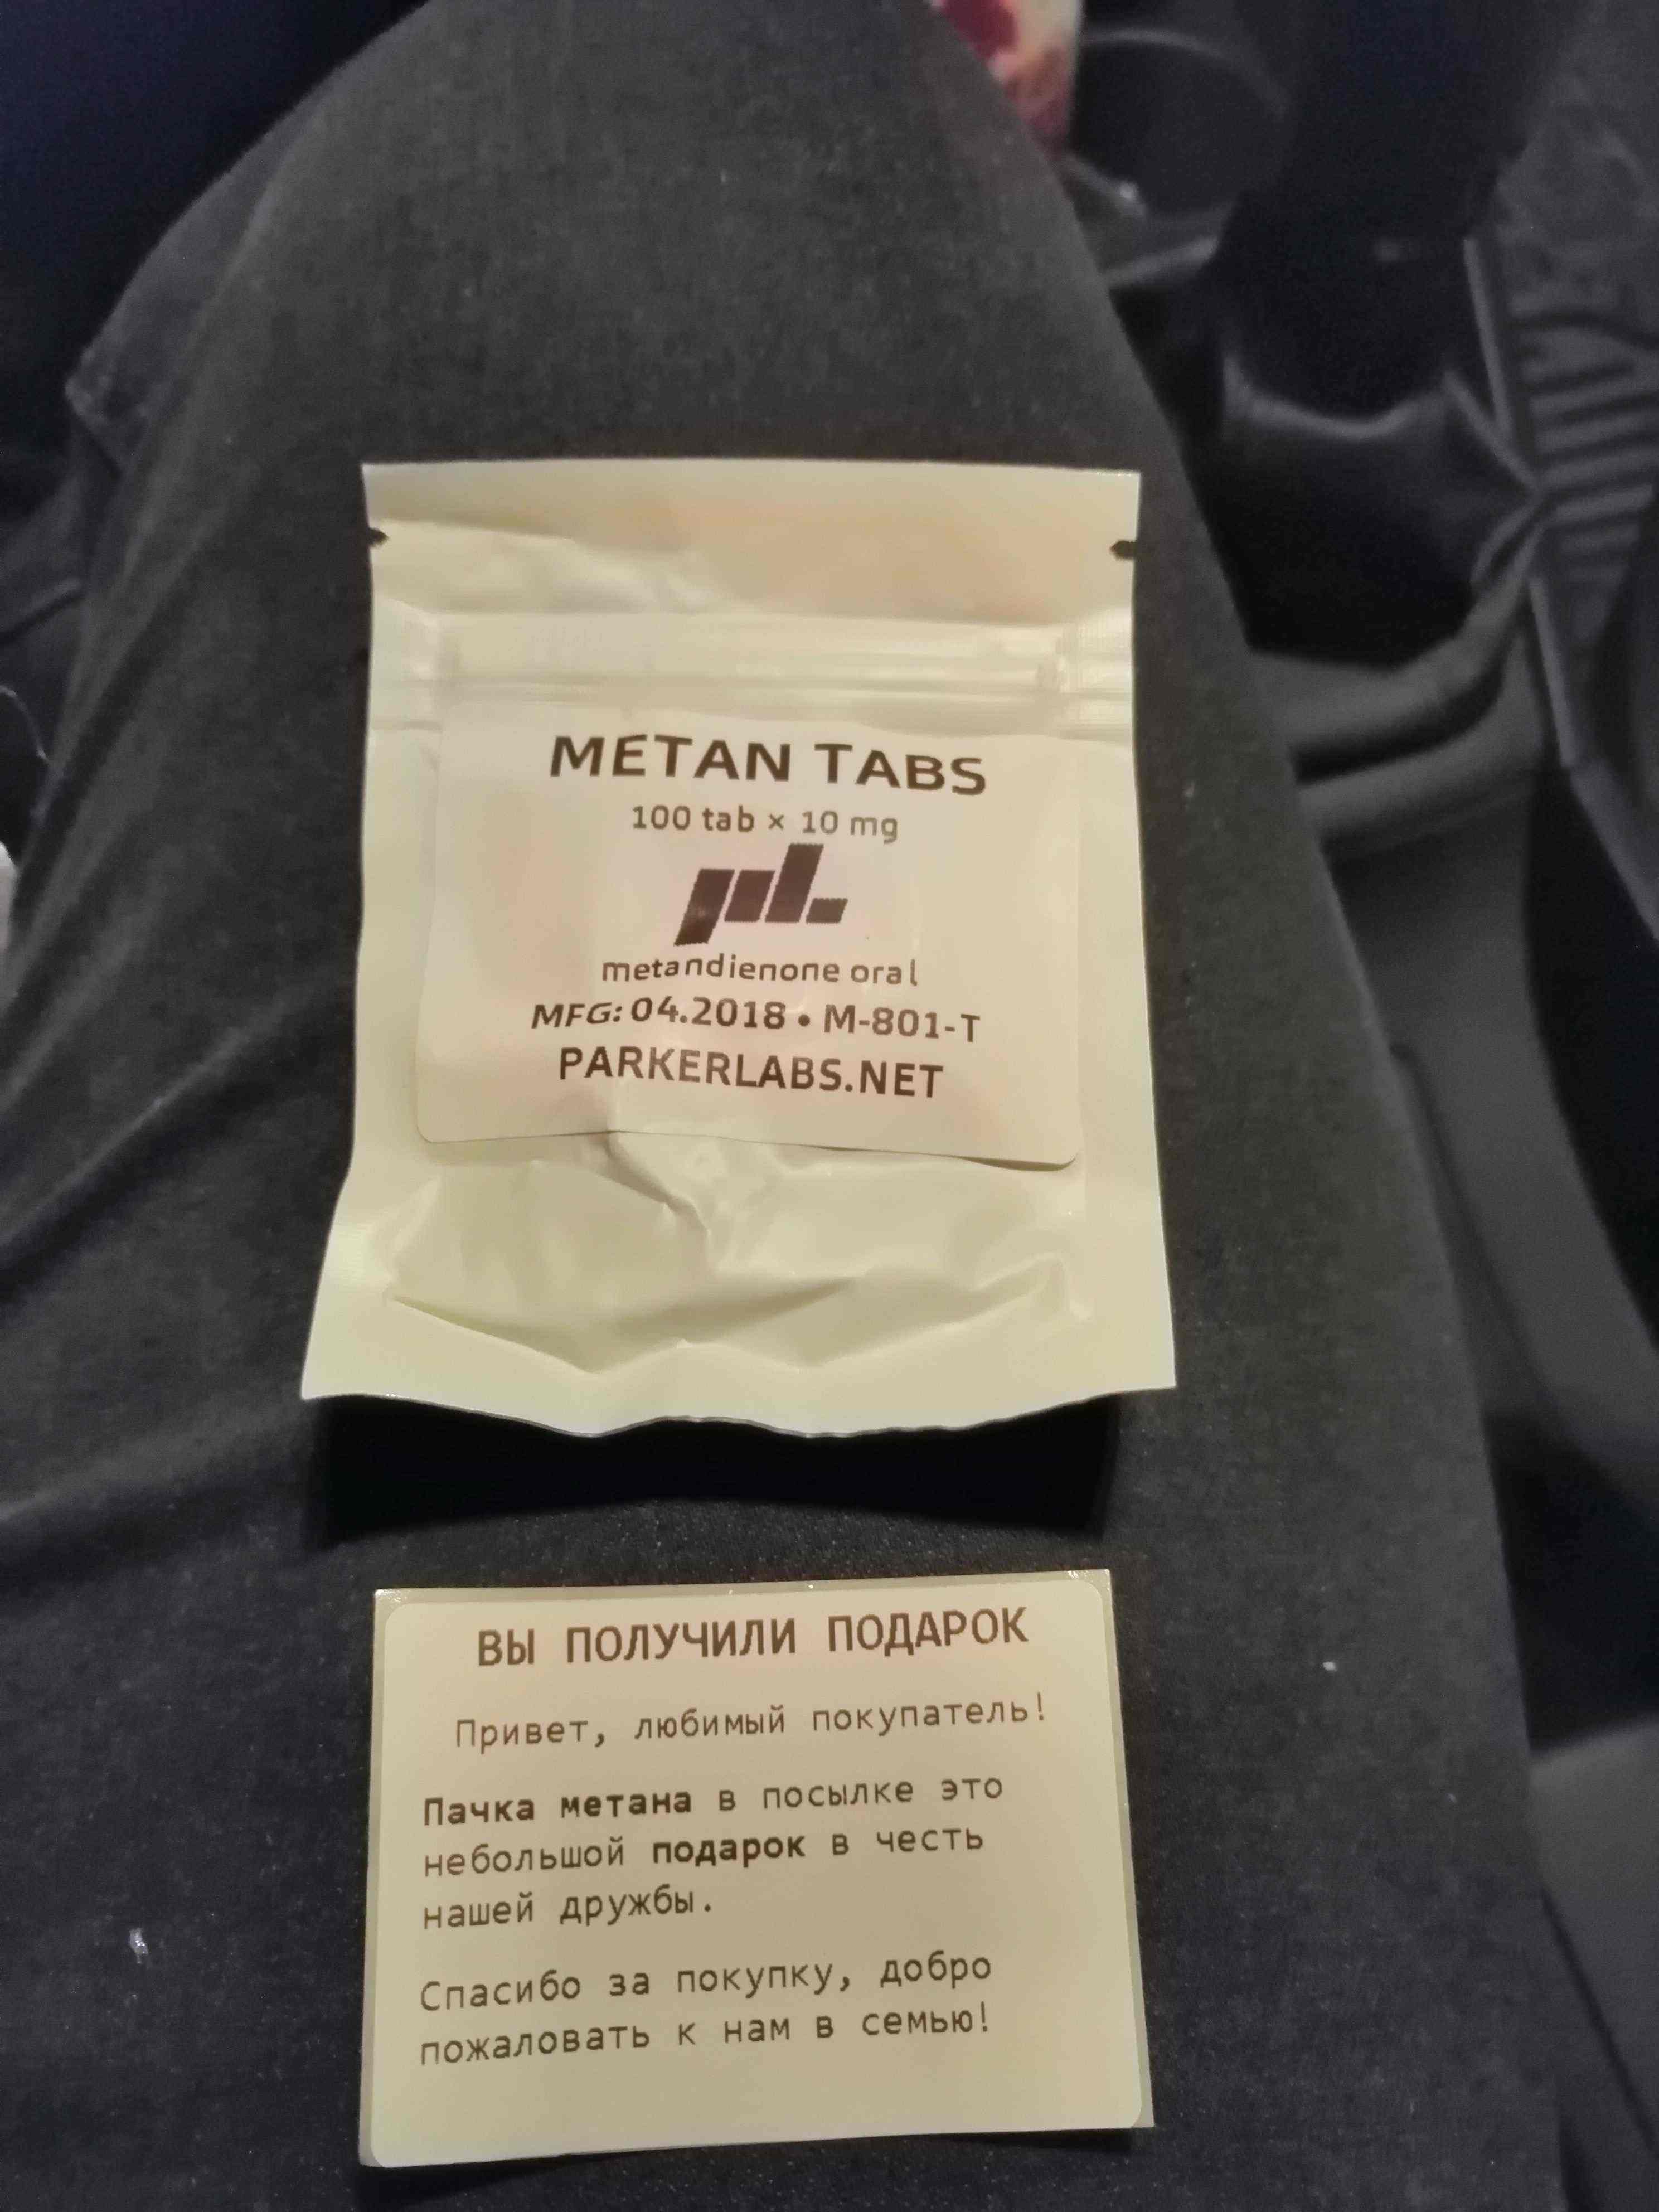 METAN TABS
100 tab × 10 mg
pl.
metandienone oral
MFG: 04.2018 • M-801-T
PARKERLABS.NET
ВЫ ПОЛУЧИЛИ ПОДАРОК
Привет, любимый покупатель!
Пачка метана в посылке это
небольшой подарок в честь
нашей дружбы.
Спасибо за покупку, добро
пожаловать к нам в семью!